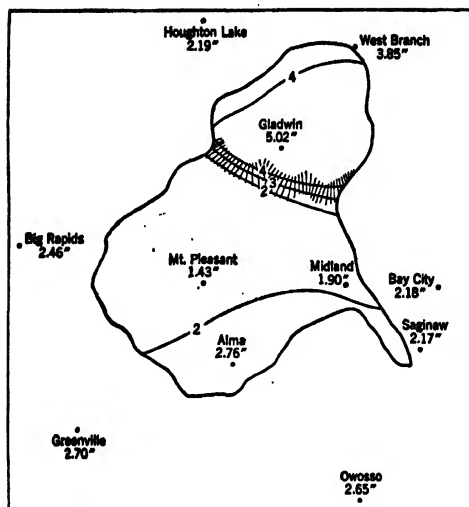 Houghton Lake
2.19"
West Branch
3.85"
4
Gladwin
5.02"
4
3
2
Big Rapids
2.46"
Mt. Pleasant
1.43"
Midland
1.90"
Bay City
2.18"
2
Saginaw
2.17"
Alma
2.76"
Greenville
2.70"
Owosso
2.65"